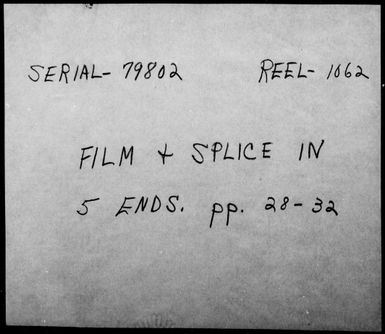 SERIAL- 79802 REEL- 1062
FILM + SPLICE IN
5 ENDS. pp. 28-32